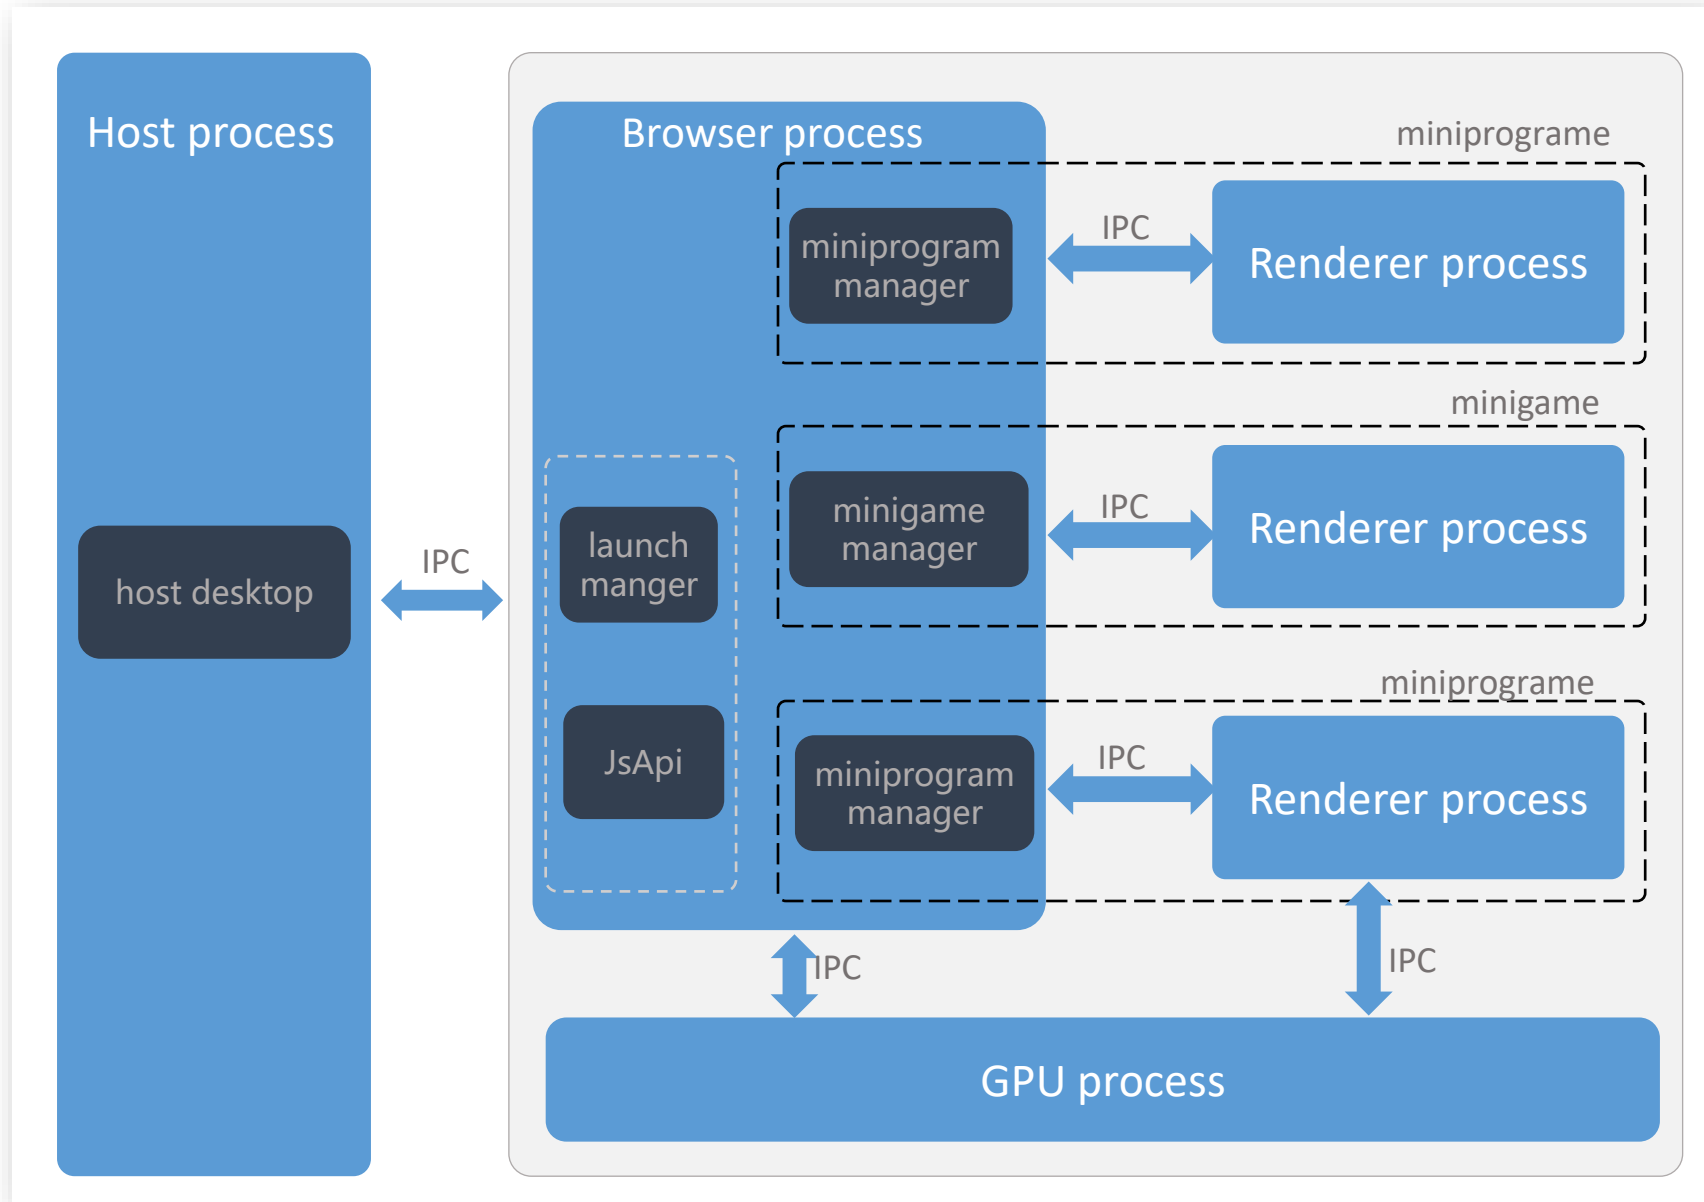 Host process
host desktop
IPC
Browser process
launch
manger
JsApi
miniprograme
miniprogram
manager
IPC
Renderer process
minigame
minigame
manager
IPC
Renderer process
miniprograme
miniprogram
manager
IPC
Renderer process
IPC
IPC
GPU process